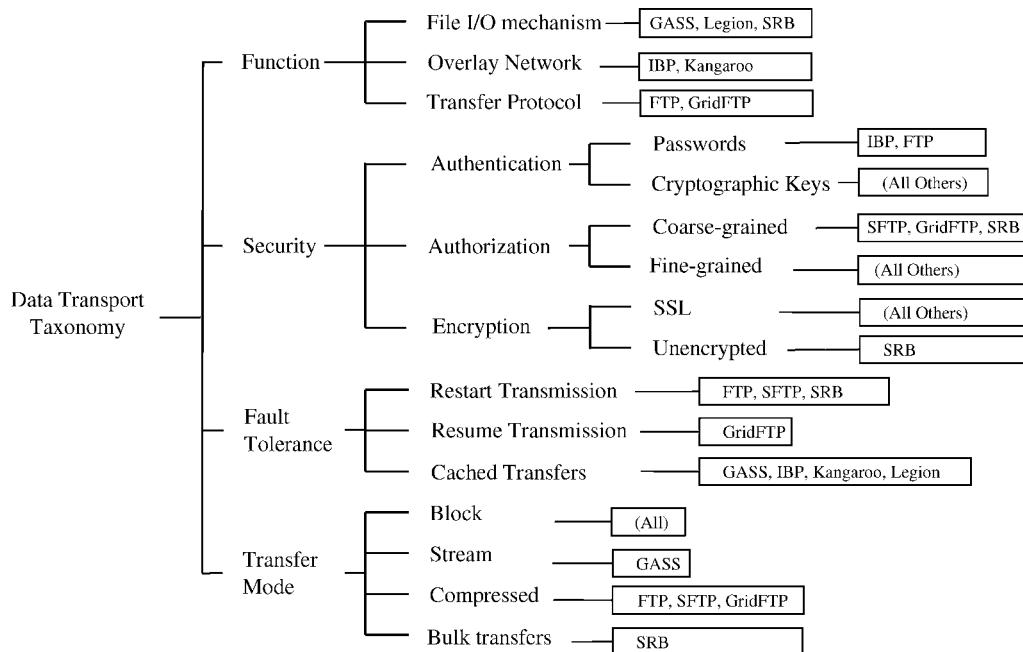 File I/O mechanism
GASS, Legion, SRB
Function
Overlay Network
IBP, Kangaroo
Transfer Protocol
FTP, GridFTP
Passwords
IBP, FTP
Authentication
Cryptographic Keys
(All Others)
Security
Coarse-grained
SFTP, GridFTP, SRB
Authorization
Fine-grained
(All Others)
Data Transport
Taxonomy
SSL
(All Others)
Encryption
Unencrypted
SRB
Restart Transmission
FTP, SFTP, SRB
Fault
Tolerance
Resume Transmission
GridFTP
Cached Transfers
GASS, IBP, Kangaroo, Legion
Block
(All)
Transfer
Mode
Stream
GASS
Compressed
FTP, SFTP, GridFTP
Bulk transfers
SRB